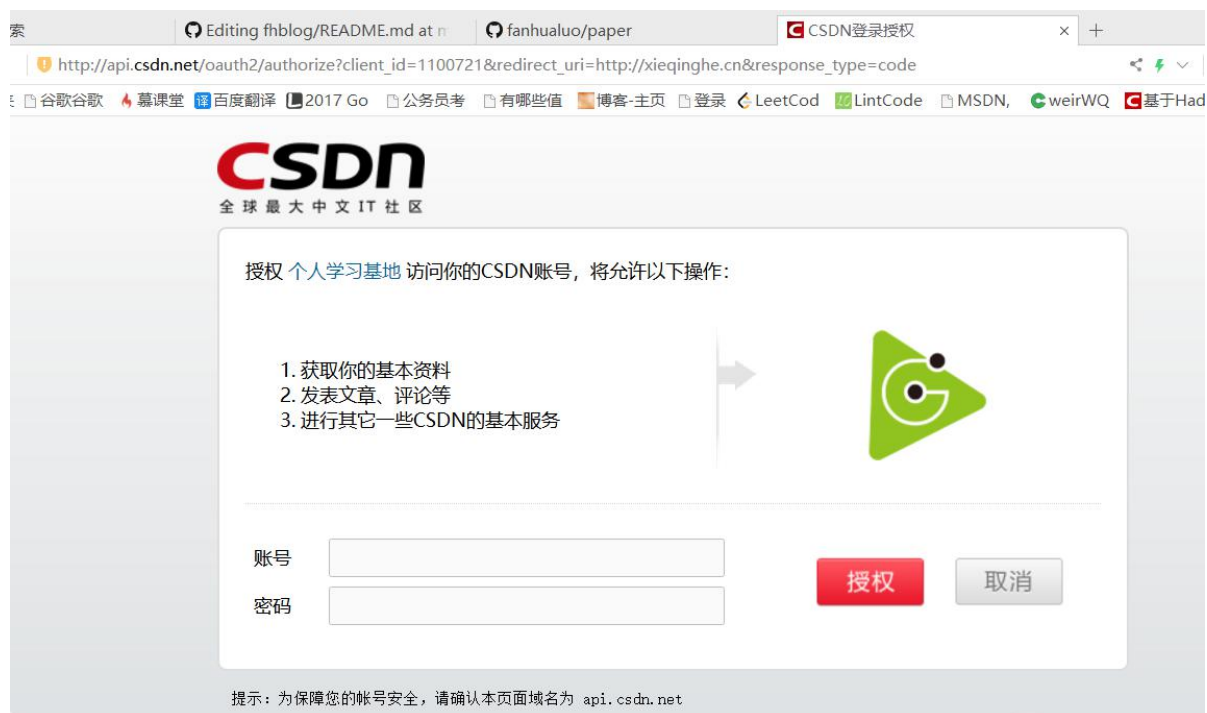 索 Editing fhblog/README.md at m fanhualuo/paper CSDN登录授权 × +
http://api.csdn.net/oauth2/authorize?client_id=1100721&redirect_uri=http://xieqinghe.cn&response_type=code
谷歌谷歌 慕课堂 译 百度翻译 2017 Go 公务员考 有哪些值 博客-主页 登录 LeetCod LintCode MSDN, weirWQ 基于Had
CSDN
全球最大中文IT社区
授权 个人学习基地 访问你的CSDN账号，将允许以下操作：
1. 获取你的基本资料
2. 发表文章、评论等
3. 进行其它一些CSDN的基本服务
账号
密码
授权 取消
提示：为保障您的帐号安全，请确认本页面域名为 api.csdn.net